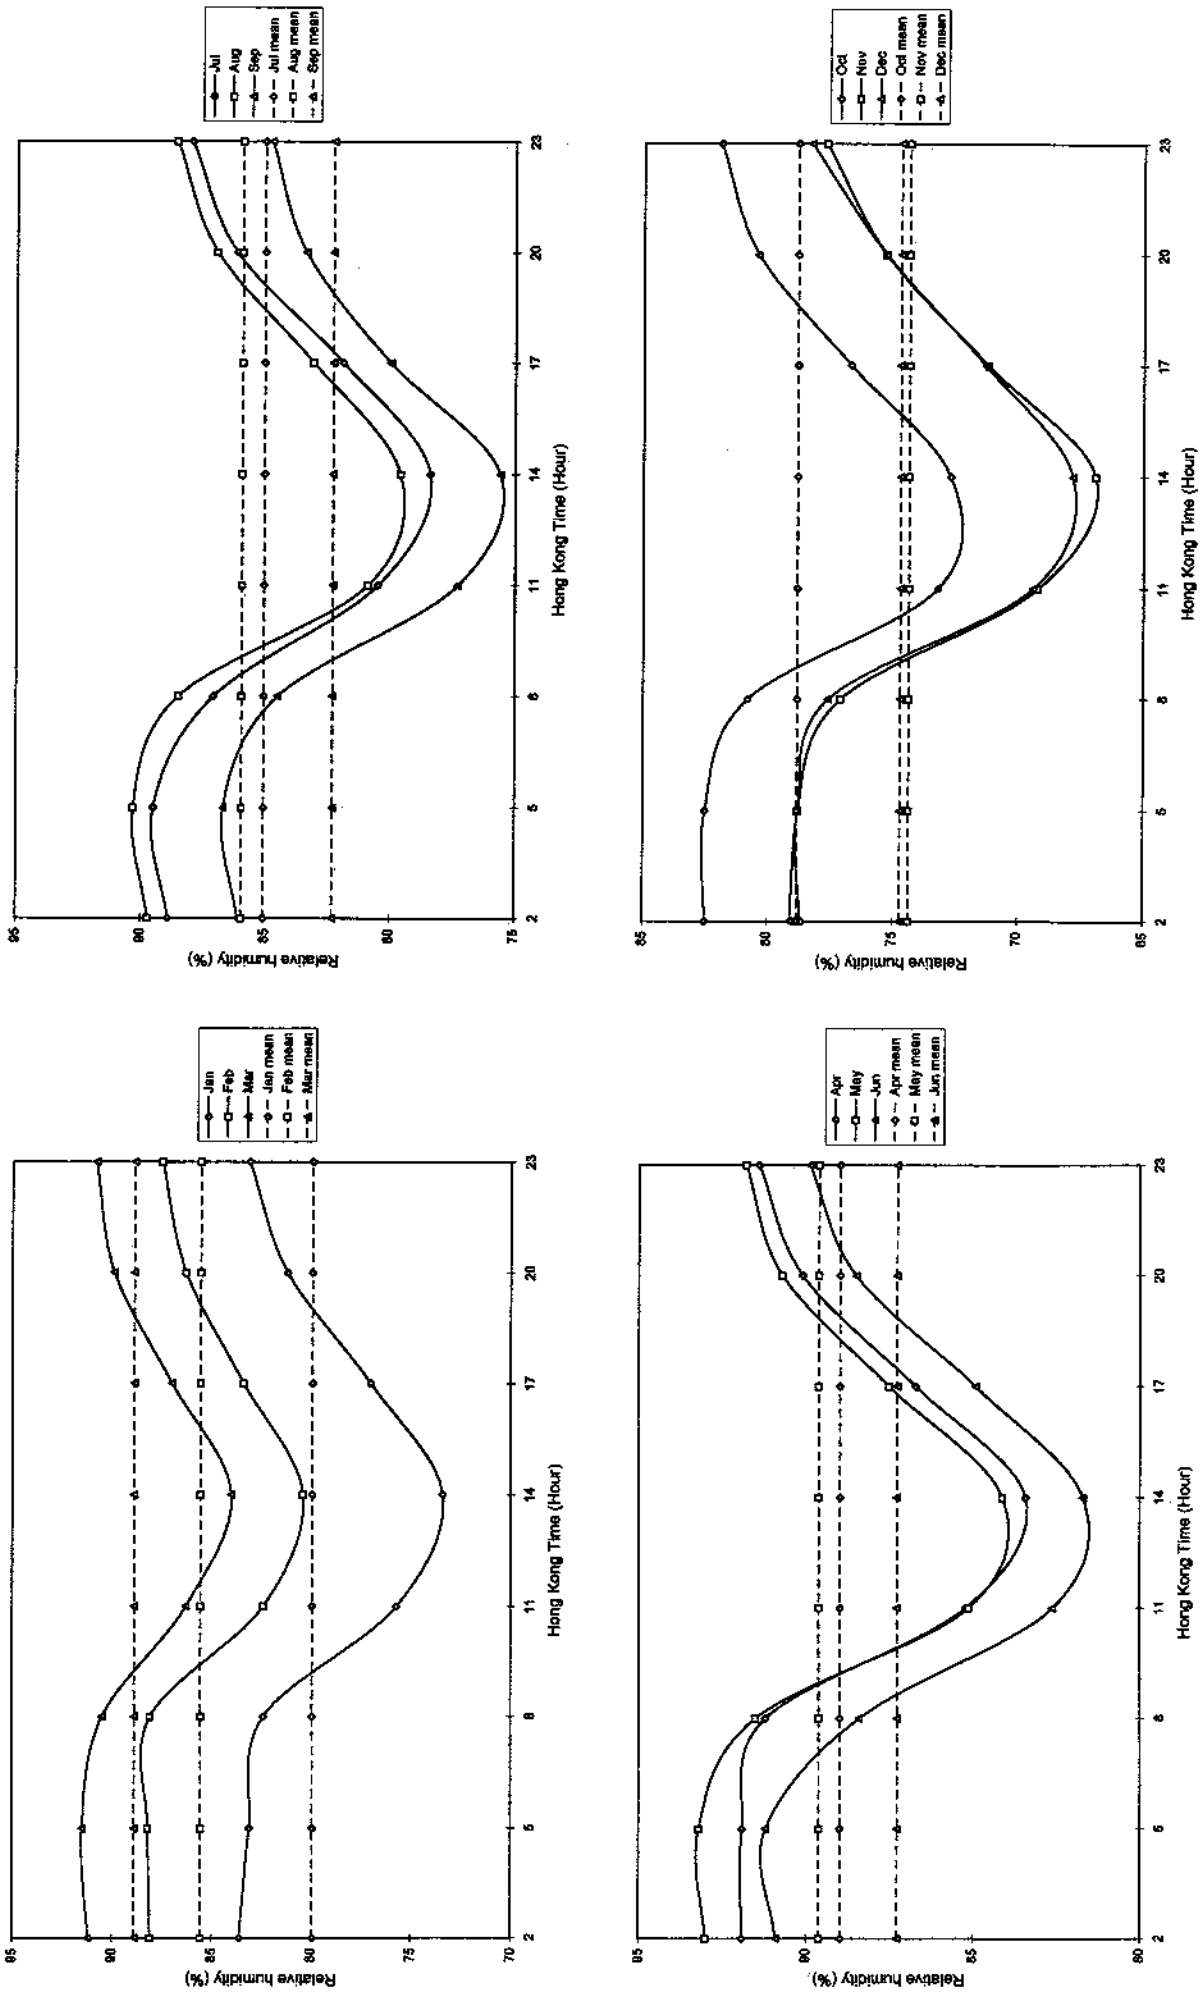 Relative humidity (%)
95
90
85
80
75
70
2
5
8
11
14
17
20
23
Hong Kong Time (Hour)
Jan
Feb
Mar
Jan mean
Feb mean
Mar mean
Relative humidity (%)
95
90
85
80
75
2
5
8
11
14
17
20
23
Hong Kong Time (Hour)
Jul
Aug
Sep
Jul mean
Aug mean
Sep mean
Relative humidity (%)
95
90
85
80
2
5
8
11
14
17
20
23
Hong Kong Time (Hour)
Apr
May
Jun
Apr mean
May mean
Jun mean
Relative humidity (%)
85
80
75
70
65
2
5
8
11
14
17
20
23
Hong Kong Time (Hour)
Oct
Nov
Dec
Oct mean
Nov mean
Dec mean